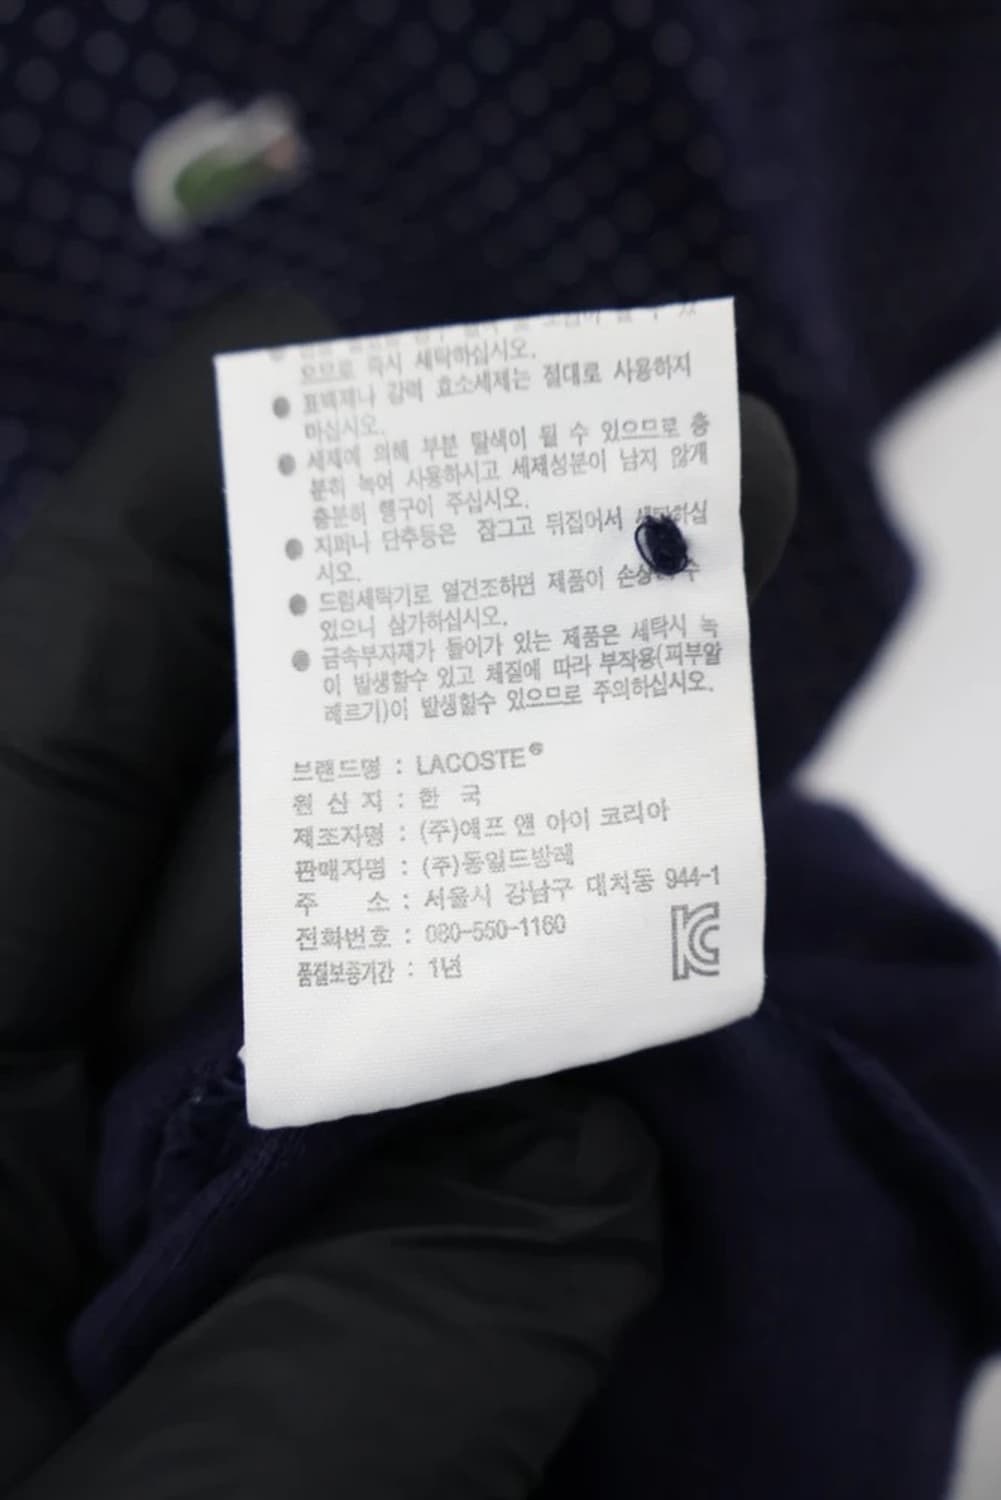 오므로 즉시 세탁하십시오.
● 표백제나 강력 효소세제는 절대로 사용하지
마십시오.
● 세제에 의해 부분 탈색이 될 수 있으므로 충
분히 녹여 사용하시고 세제성분이 남지 않게
충분히 헹구어 주십시오.
● 지퍼나 단추등은 잠그고 뒤집어서 세탁하십
시오.
● 드럼세탁기로 열건조하면 제품이 수
있으니 삼가하십시오.
● 금속부자재가 들어가 있는 제품은 세탁시 녹
이 발생할수 있고 체질에 따라 부작용(피부알
레르기)이 발생할수 있으므로 주의하십시오.
브랜드명 : LACOSTE®
원 산 지 : 한 국
제조자명 : (주)에프 앤 아이 코리아
판매자명 : (주)동일드방레
주 소 : 서울시 강남구 대치동 944-1
전화번호 : 080-550-1160
품질보증기간 : 1년
KC